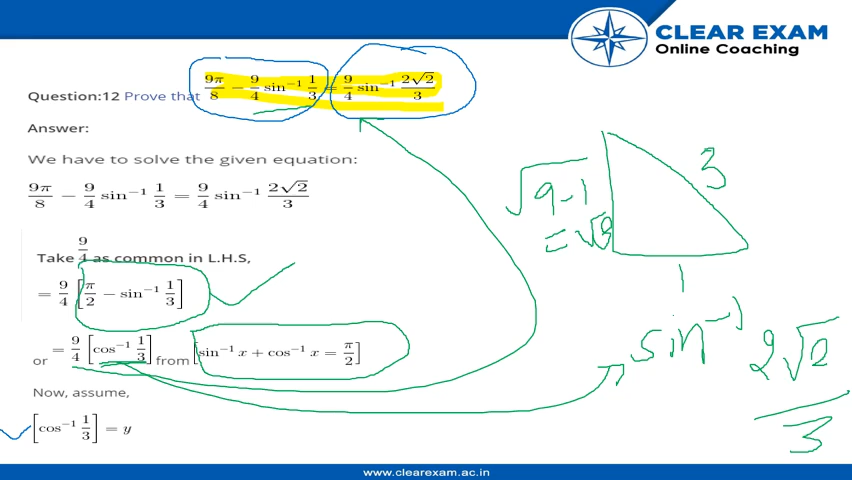 CLEAR EXAM
Online Coaching
Question:12 Prove that 9π/8 − 9/4 sin⁻¹ 1/3 = 9/4 sin⁻¹ 2√2/3
Answer:
We have to solve the given equation:
9π/8 − 9/4 sin⁻¹ 1/3 = 9/4 sin⁻¹ 2√2/3
Take 9/4 as common in L.H.S,
= 9/4 [π/2 − sin⁻¹ 1/3]
or = 9/4 [cos⁻¹ 1/3] from [sin⁻¹ x + cos⁻¹ x = π/2]
Now, assume,
[cos⁻¹ 1/3] = y
3
√9-1
=√8
1
sin⁻¹ 2√2/3
www.clearexam.ac.in